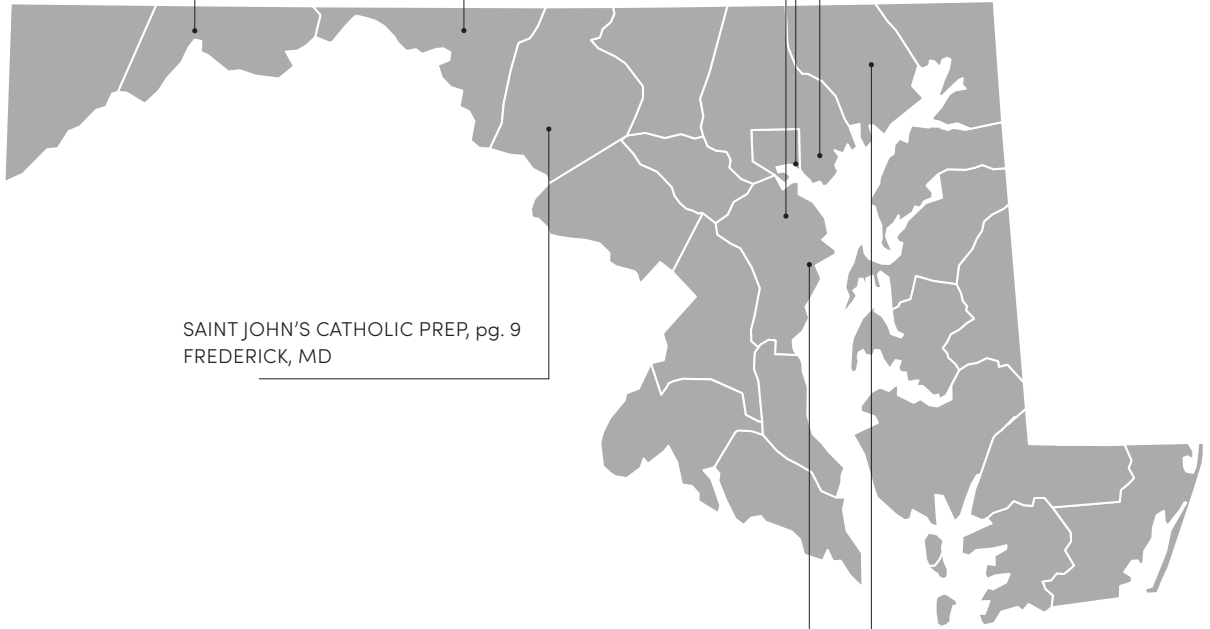 SAINT JOHN’S CATHOLIC PREP, pg. 9
FREDERICK, MD